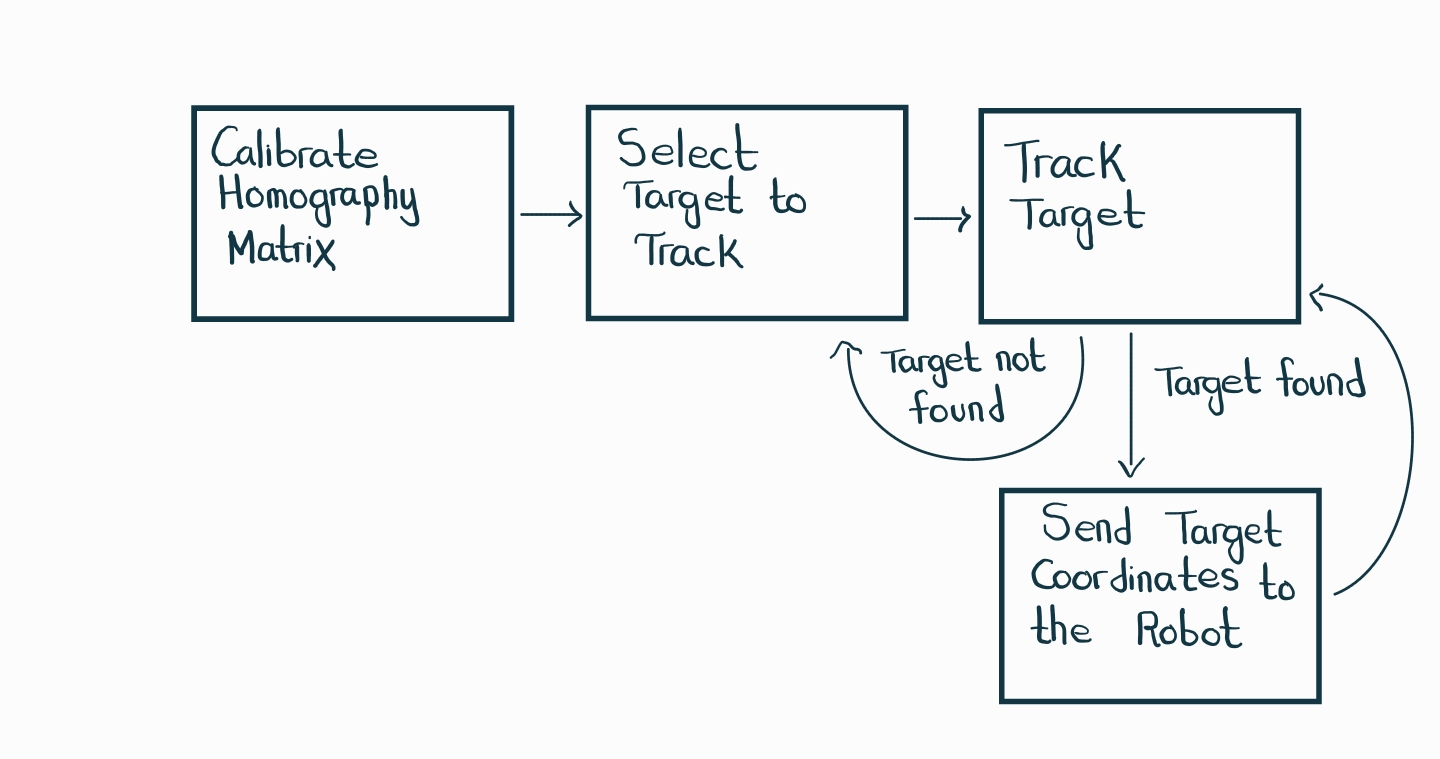 Calibrate
Homography
Matrix
Select
Target to
Track
Track
Target
Target not
found
Target found
Send Target
Coordinates to
the Robot